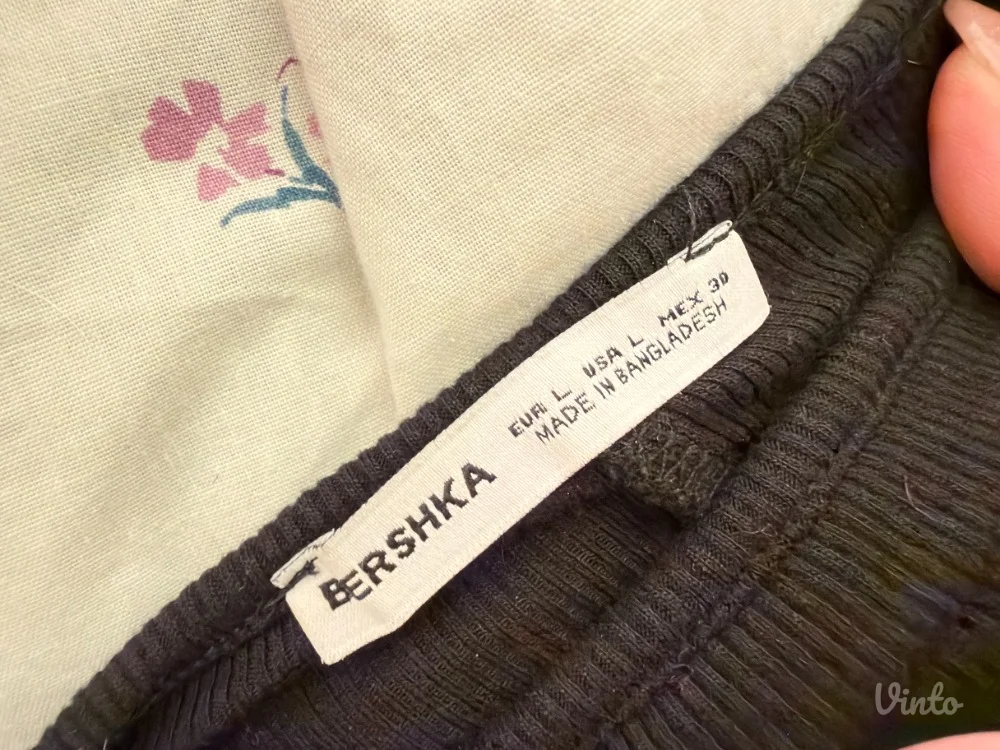 BERSHKA
EUR L USA L MEX 30
MADE IN BANGLADESH
Vinto